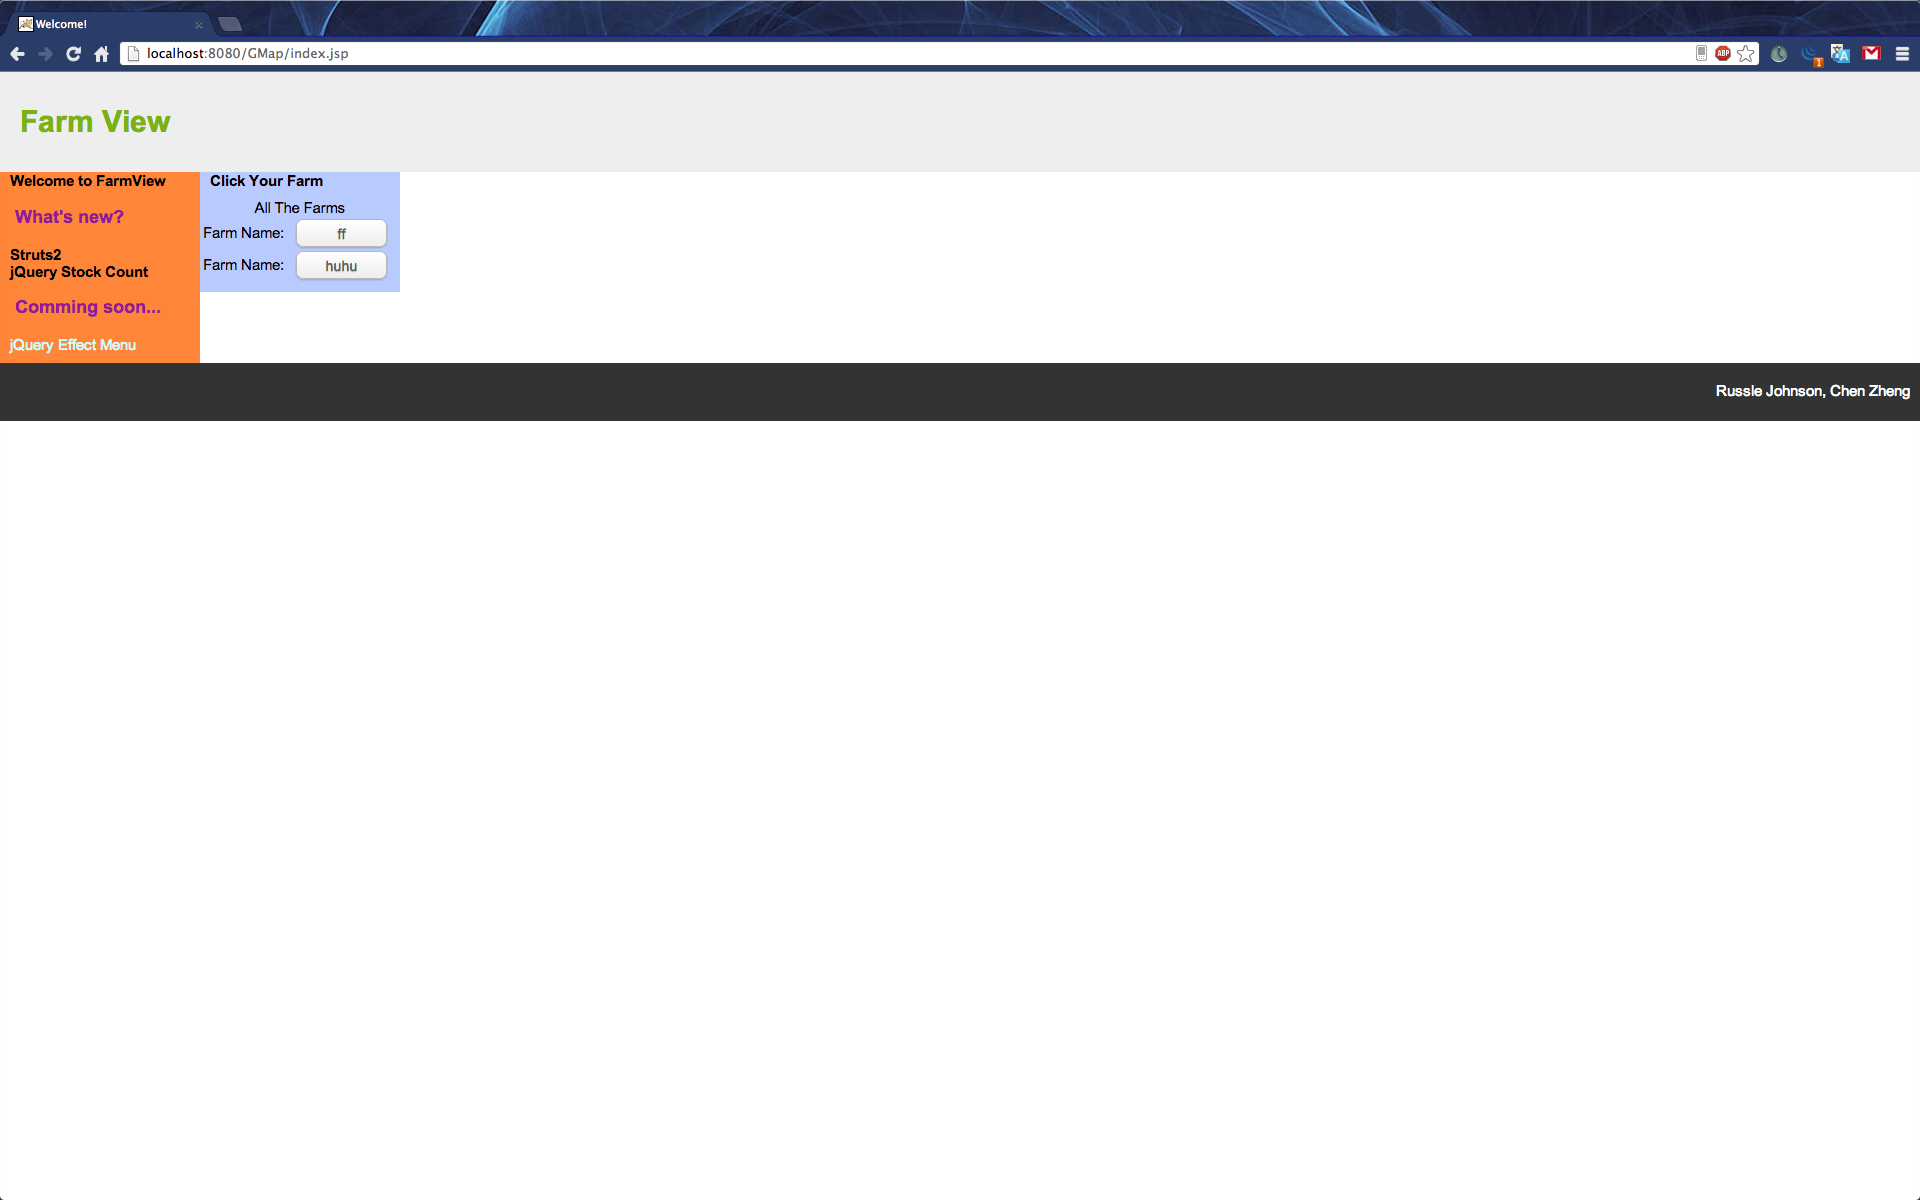 Welcome!
localhost:8080/GMap/index.jsp
ABP
1
Farm View
Welcome to FarmView
What's new?
Struts2
jQuery Stock Count
Comming soon...
jQuery Effect Menu
Click Your Farm
All The Farms
Farm Name: ff
Farm Name: huhu
Russle Johnson, Chen Zheng